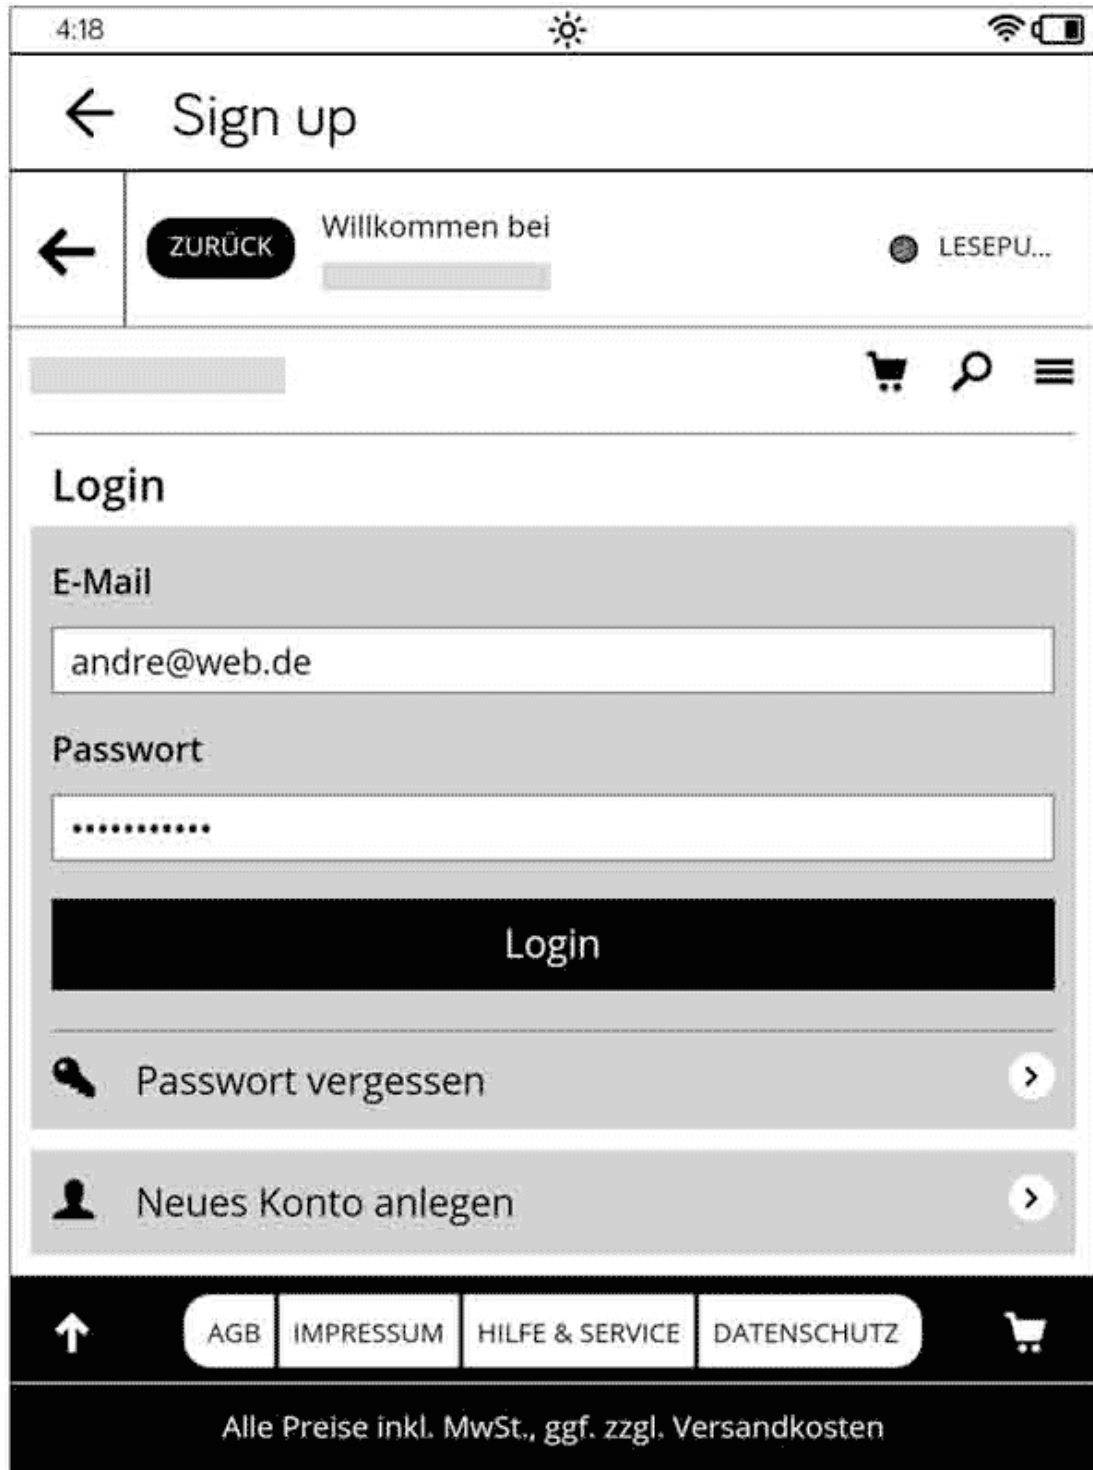 4:18
Sign up
ZURÜCK
Willkommen bei
LESEPU...
Login
E-Mail
andre@web.de
Passwort
•••••••••••
Login
Passwort vergessen
Neues Konto anlegen
AGB
IMPRESSUM
HILFE & SERVICE
DATENSCHUTZ
Alle Preise inkl. MwSt., ggf. zzgl. Versandkosten